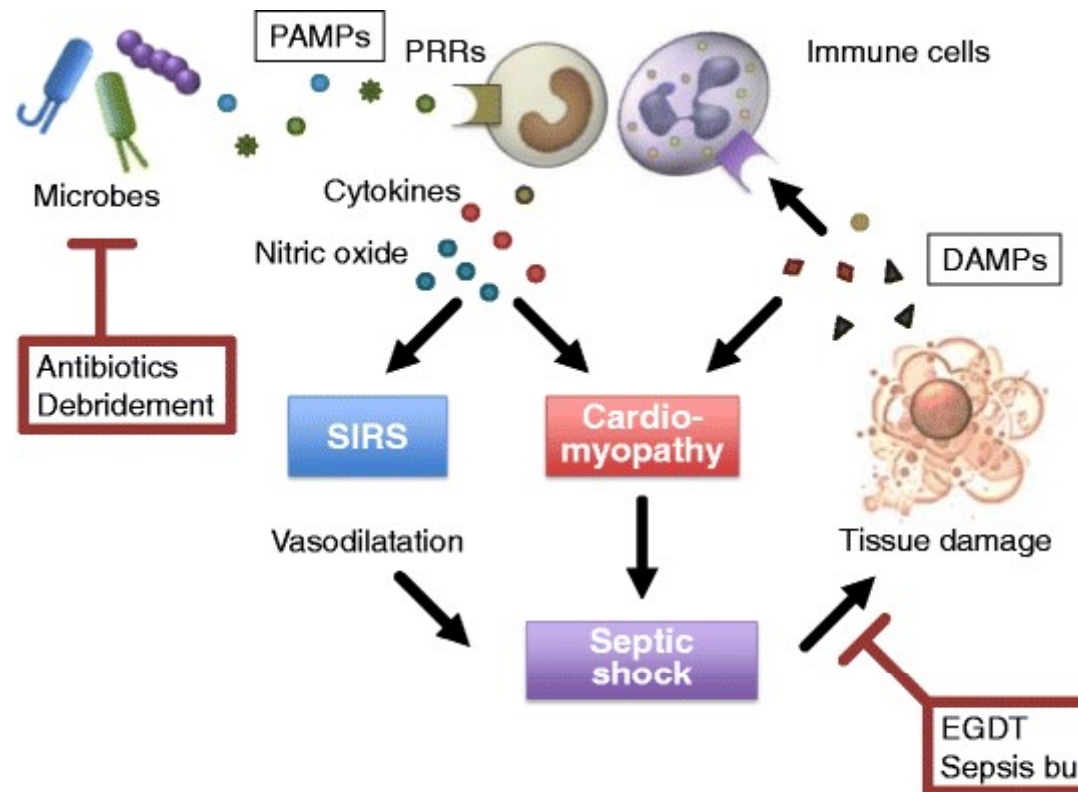 PAMPs
PRRs
Immune cells
Microbes
Cytokines
Nitric oxide
DAMPs
Antibiotics
Debridement
SIRS
Cardio-
myopathy
Vasodilatation
Tissue damage
Septic
shock
EGDT
Sepsis